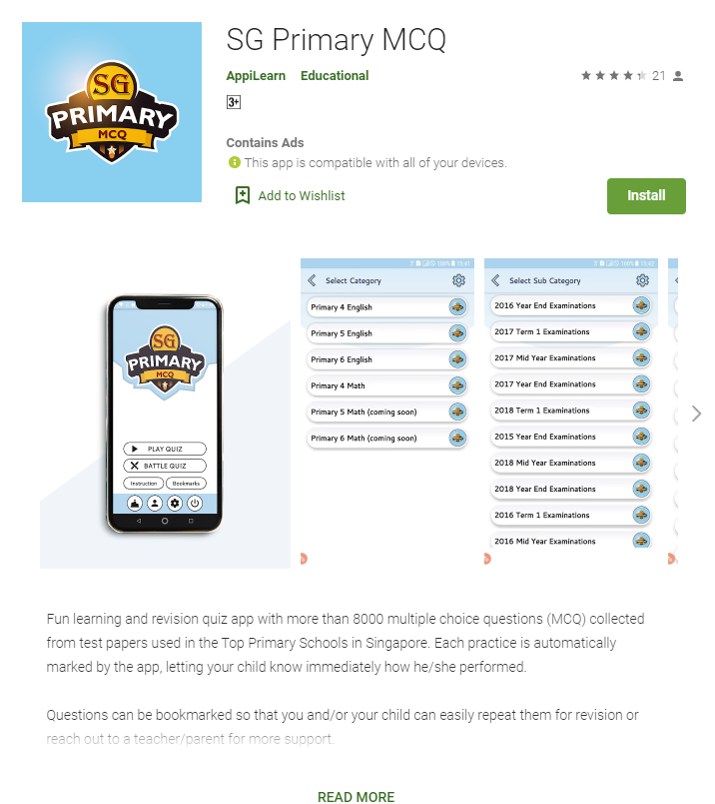 SG Primary MCQ
SG
PRIMARY
MCQ
AppiLearn Educational
21
3+
Contains Ads
This app is compatible with all of your devices.
Add to Wishlist
Install
SG
PRIMARY
MCQ
PLAY QUIZ
BATTLE QUIZ
Instruction Bookmarks
100% 15:41
Select Category
Primary 4 English
Primary 5 English
Primary 6 English
Primary 4 Math
Primary 5 Math (coming soon)
Primary 6 Math (coming soon)
100% 15:42
Select Sub Category
2016 Year End Examinations
2017 Term 1 Examinations
2017 Mid Year Examinations
2017 Year End Examinations
2018 Term 1 Examinations
2015 Year End Examinations
2018 Mid Year Examinations
2018 Year End Examinations
2016 Term 1 Examinations
2016 Mid Year Examinations
Fun learning and revision quiz app with more than 8000 multiple choice questions (MCQ) collected
from test papers used in the Top Primary Schools in Singapore. Each practice is automatically
marked by the app, letting your child know immediately how he/she performed.
Questions can be bookmarked so that you and/or your child can easily repeat them for revision or
reach out to a teacher/parent for more support.
READ MORE